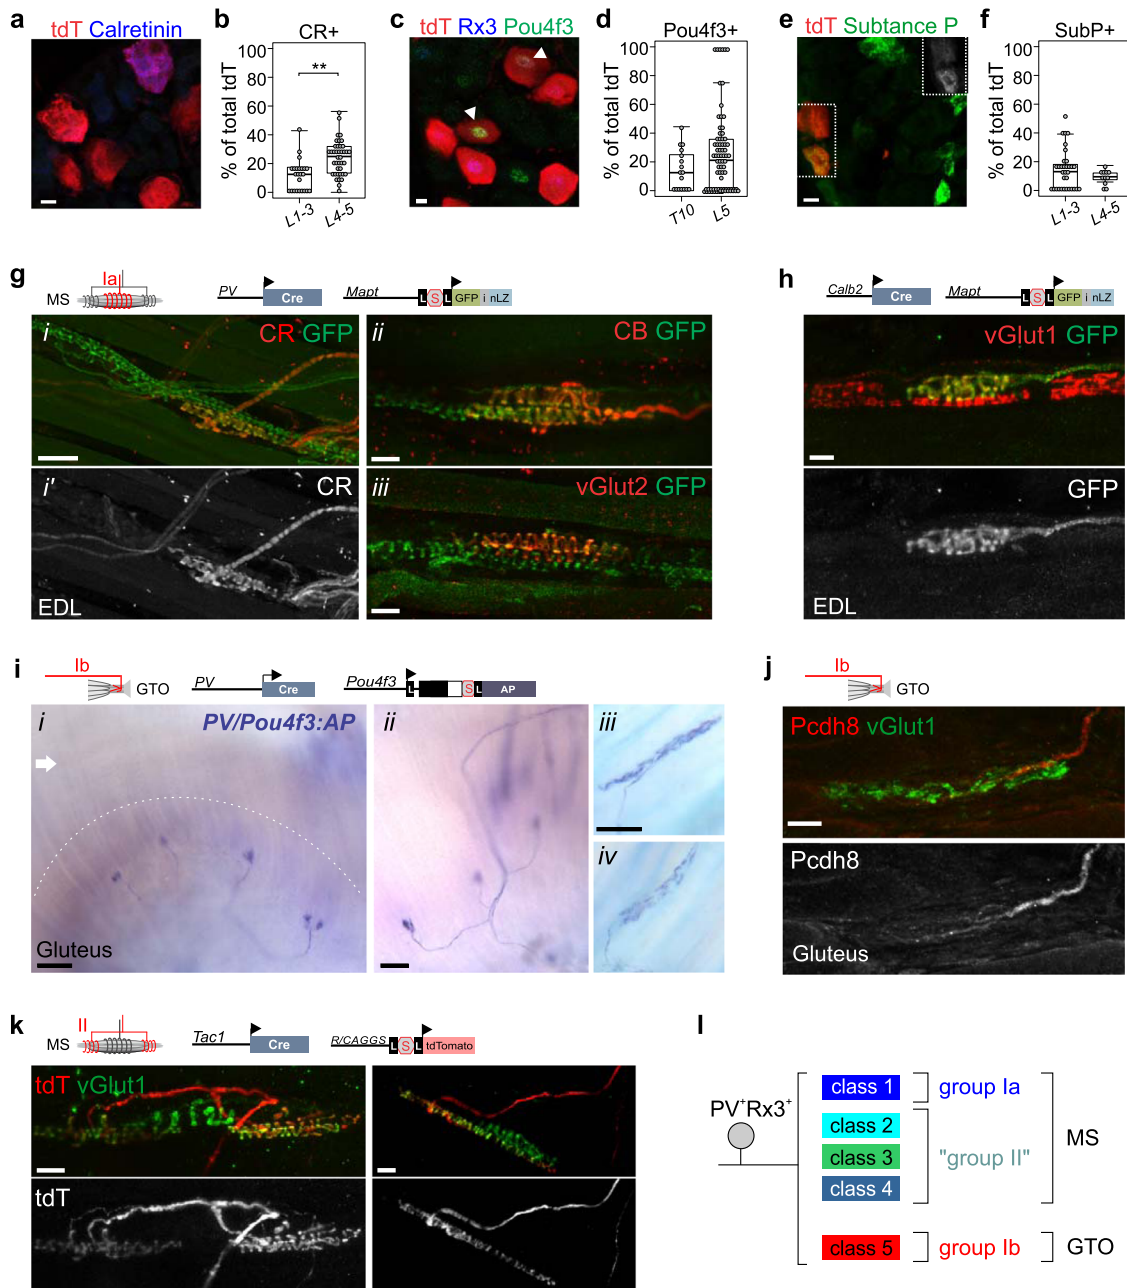 a
tdT Calretinin
b
CR+
**
% of total tdT
100
80
60
40
20
0
L1-3
L4-5
c
tdT Rx3 Pou4f3
d
Pou4f3+
% of total tdT
100
80
60
40
20
0
T10
L5
e
tdT Subtance P
f
SubP+
% of total tdT
100
80
60
40
20
0
L1-3
L4-5
g
Ia
MS
PV
Cre
Mapt
L S L GFP i nLZ
i
CR GFP
ii
CB GFP
i'
CR
EDL
iii
vGlut2 GFP
h
Calb2
Cre
Mapt
L S L GFP i nLZ
vGlut1 GFP
GFP
EDL
i
Ib
GTO
PV
Cre
Pou4f3
L S L AP
i
PV/Pou4f3:AP
Gluteus
ii
iii
iv
j
Ib
GTO
Pcdh8 vGlut1
Pcdh8
Gluteus
k
II
MS
Tac1
Cre
R/CAGGS
L S L tdTomato
tdT vGlut1
tdT
l
PV+Rx3+
class 1
group Ia
class 2
class 3
"group II"
class 4
MS
class 5
group Ib
GTO